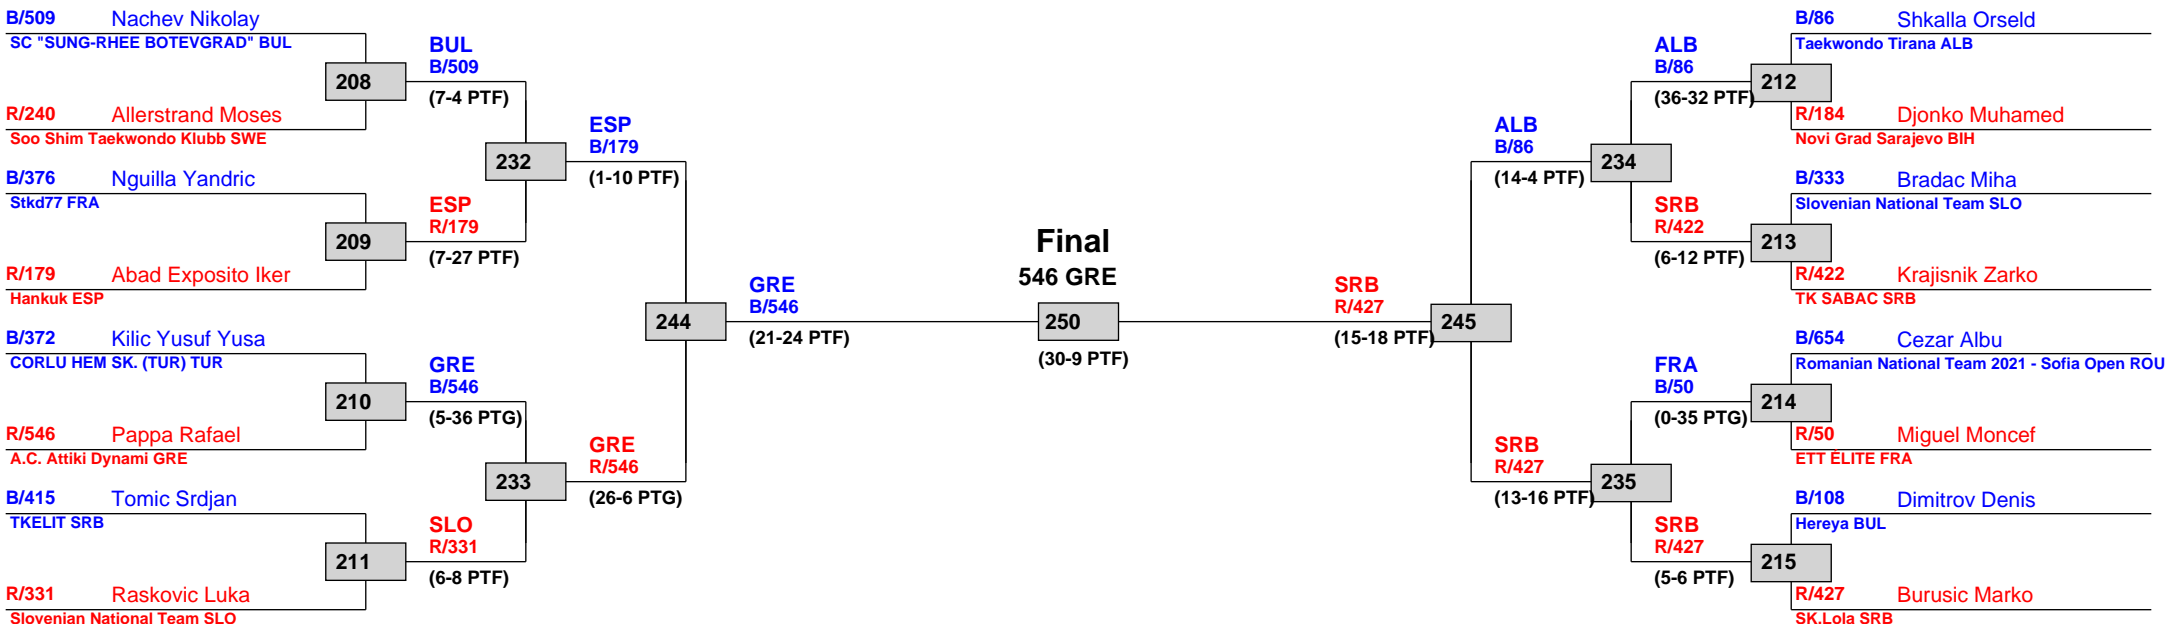 B/509 Nachev Nikolay
SC "SUNG-RHEE BOTEVGRAD" BUL
208
R/240 Allerstrand Moses
Soo Shim Taekwondo Klubb SWE
B/376 Nguilla Yandric
Stkd77 FRA
209
R/179 Abad Exposito Iker
Hankuk ESP
B/372 Kilic Yusuf Yusa
CORLU HEM SK. (TUR) TUR
210
R/546 Pappa Rafael
A.C. Attiki Dynami GRE
B/415 Tomic Srdjan
TKELIT SRB
211
R/331 Raskovic Luka
Slovenian National Team SLO
BUL
B/509
(7-4 PTF)
232
ESP
R/179
(7-27 PTF)
GRE
B/546
(5-36 PTG)
233
SLO
R/331
(6-8 PTF)
ESP
B/179
(1-10 PTF)
244
GRE
R/546
(26-6 PTG)
GRE
B/546
(21-24 PTF)
Final
546 GRE
250
(30-9 PTF)
SRB
R/427
(15-18 PTF)
245
ALB
B/86
(14-4 PTF)
234
SRB
R/427
(13-16 PTF)
235
ALB
B/86
(36-32 PTF)
212
SRB
R/422
(6-12 PTF)
213
FRA
B/50
(0-35 PTG)
214
SRB
R/427
(5-6 PTF)
215
B/86 Shkalla Orseld
Taekwondo Tirana ALB
R/184 Djonko Muhamed
Novi Grad Sarajevo BIH
B/333 Bradac Miha
Slovenian National Team SLO
R/422 Krajisnik Zarko
TK SABAC SRB
B/654 Cezar Albu
Romanian National Team 2021 - Sofia Open ROU
R/50 Miguel Moncef
ETT ÉLITE FRA
B/108 Dimitrov Denis
Hereya BUL
R/427 Burusic Marko
SK.Lola SRB